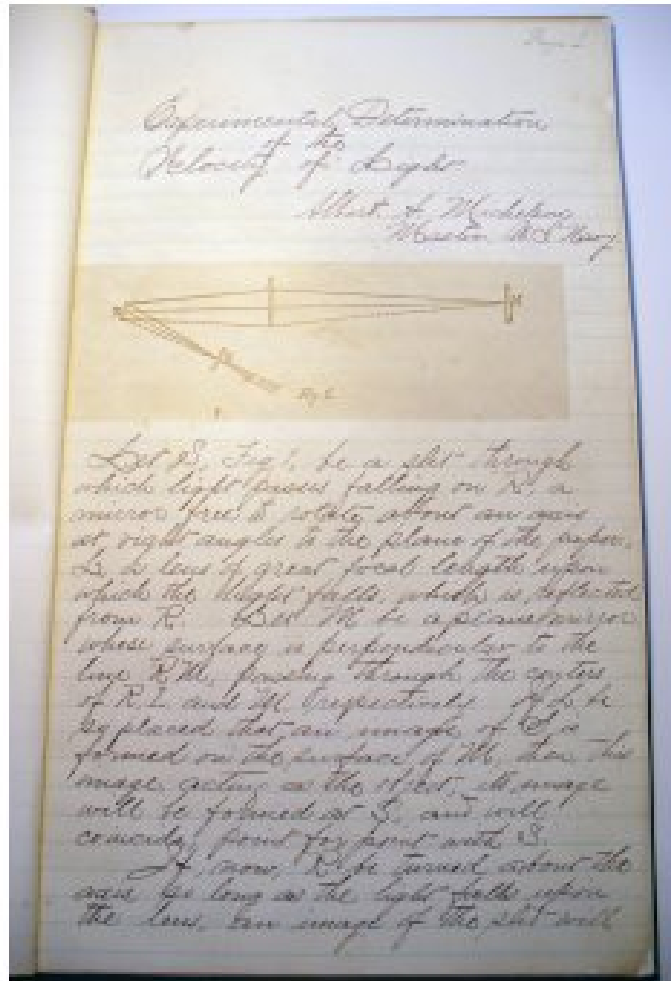 Experimental Determination
of the
Velocity of Light
Albert A. Michelson,
Master U.S. Navy.
M
Let S, Fig 1, be a slit through
which light passes falling on R, a
mirror free to rotate about an axis
at right angles to the plane of the paper.
L, a lens of great focal length upon
which the light falls, which is reflected
from R. Let M be a plane mirror
whose surface is perpendicular to the
line R.M. passing through the centers
of R, L and M respectively. If L be
so placed that an image of S is
formed on the surface of M, then this
image, acting as the object, its image
will be formed at S, and will
coincide, point for point with S.
If, now, R be turned about the
axis, so long as the light falls upon
the lens, an image of the slit will